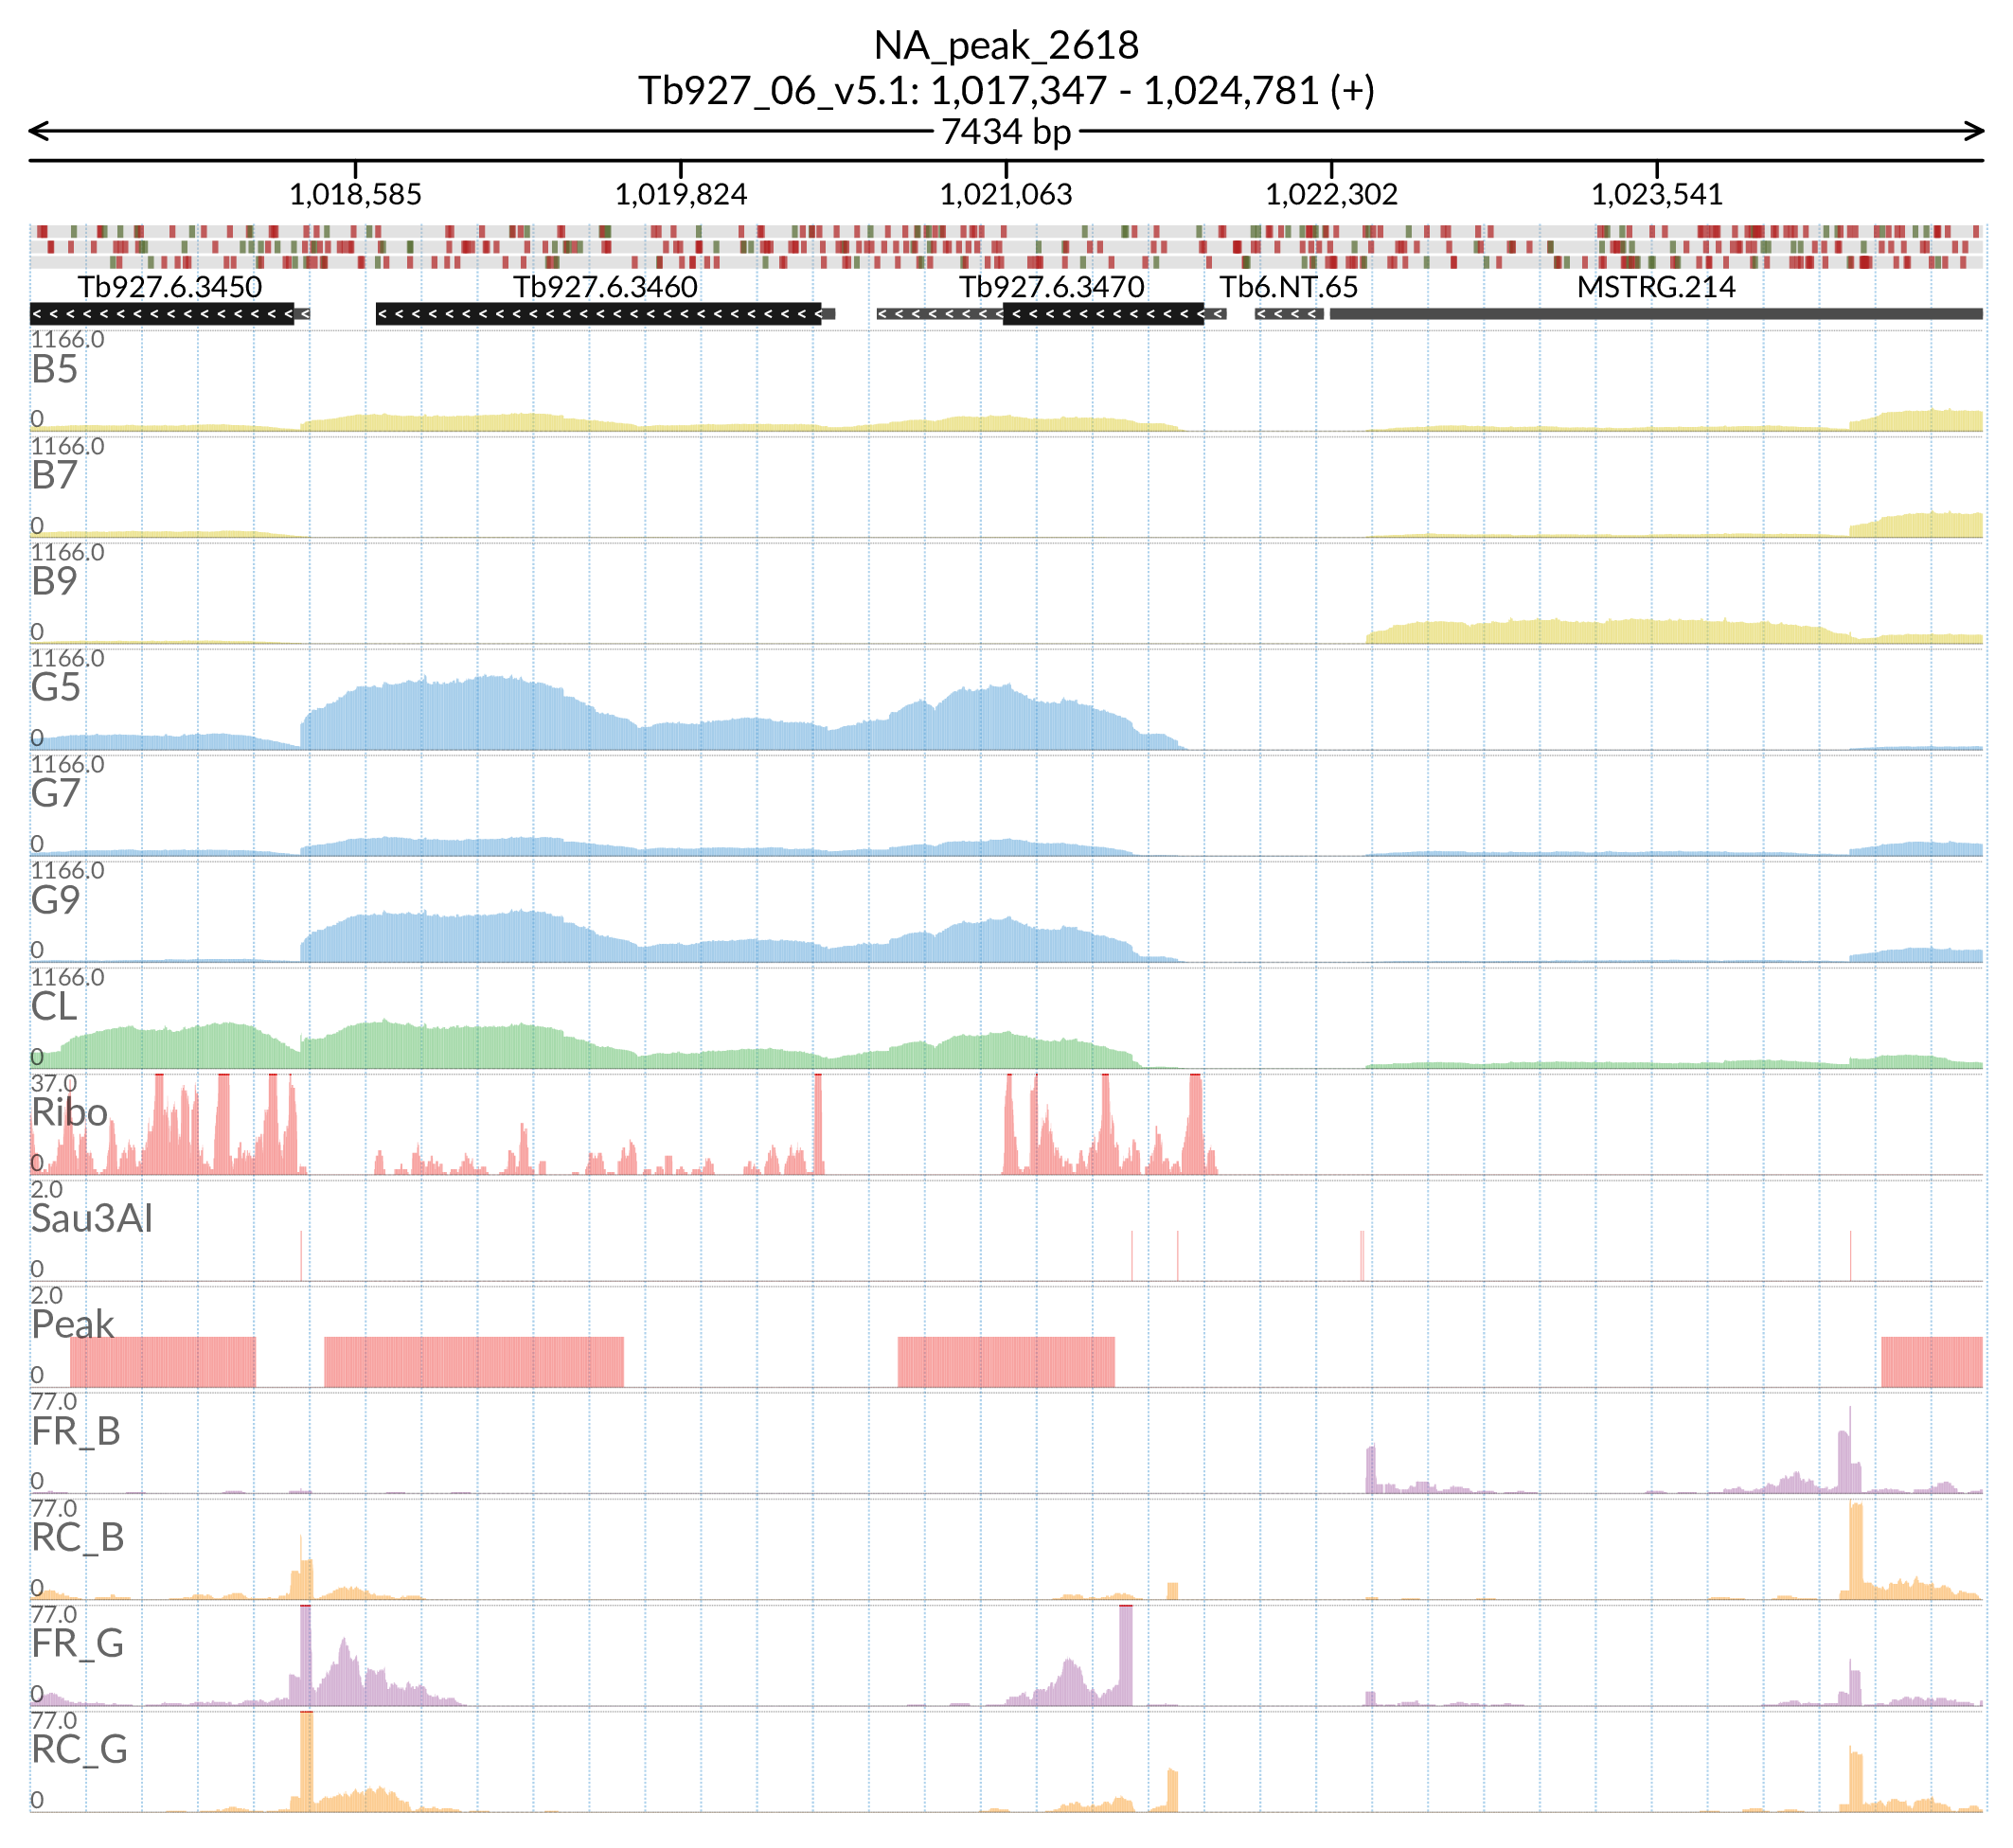 NA_peak_2618
Tb927_06_v5.1: 1,017,347 - 1,024,781 (+)
7434 bp
1,018,585 1,019,824 1,021,063 1,022,302 1,023,541
Tb927.6.3450 Tb927.6.3460 Tb927.6.3470 Tb6.NT.65 MSTRG.214
1166.0
B5
0
1166.0
B7
0
1166.0
B9
0
1166.0
G5
0
1166.0
G7
0
1166.0
G9
0
1166.0
CL
0
37.0
Ribo
0
2.0
Sau3AI
0
2.0
Peak
0
77.0
FR_B
0
77.0
RC_B
0
77.0
FR_G
0
77.0
RC_G
0